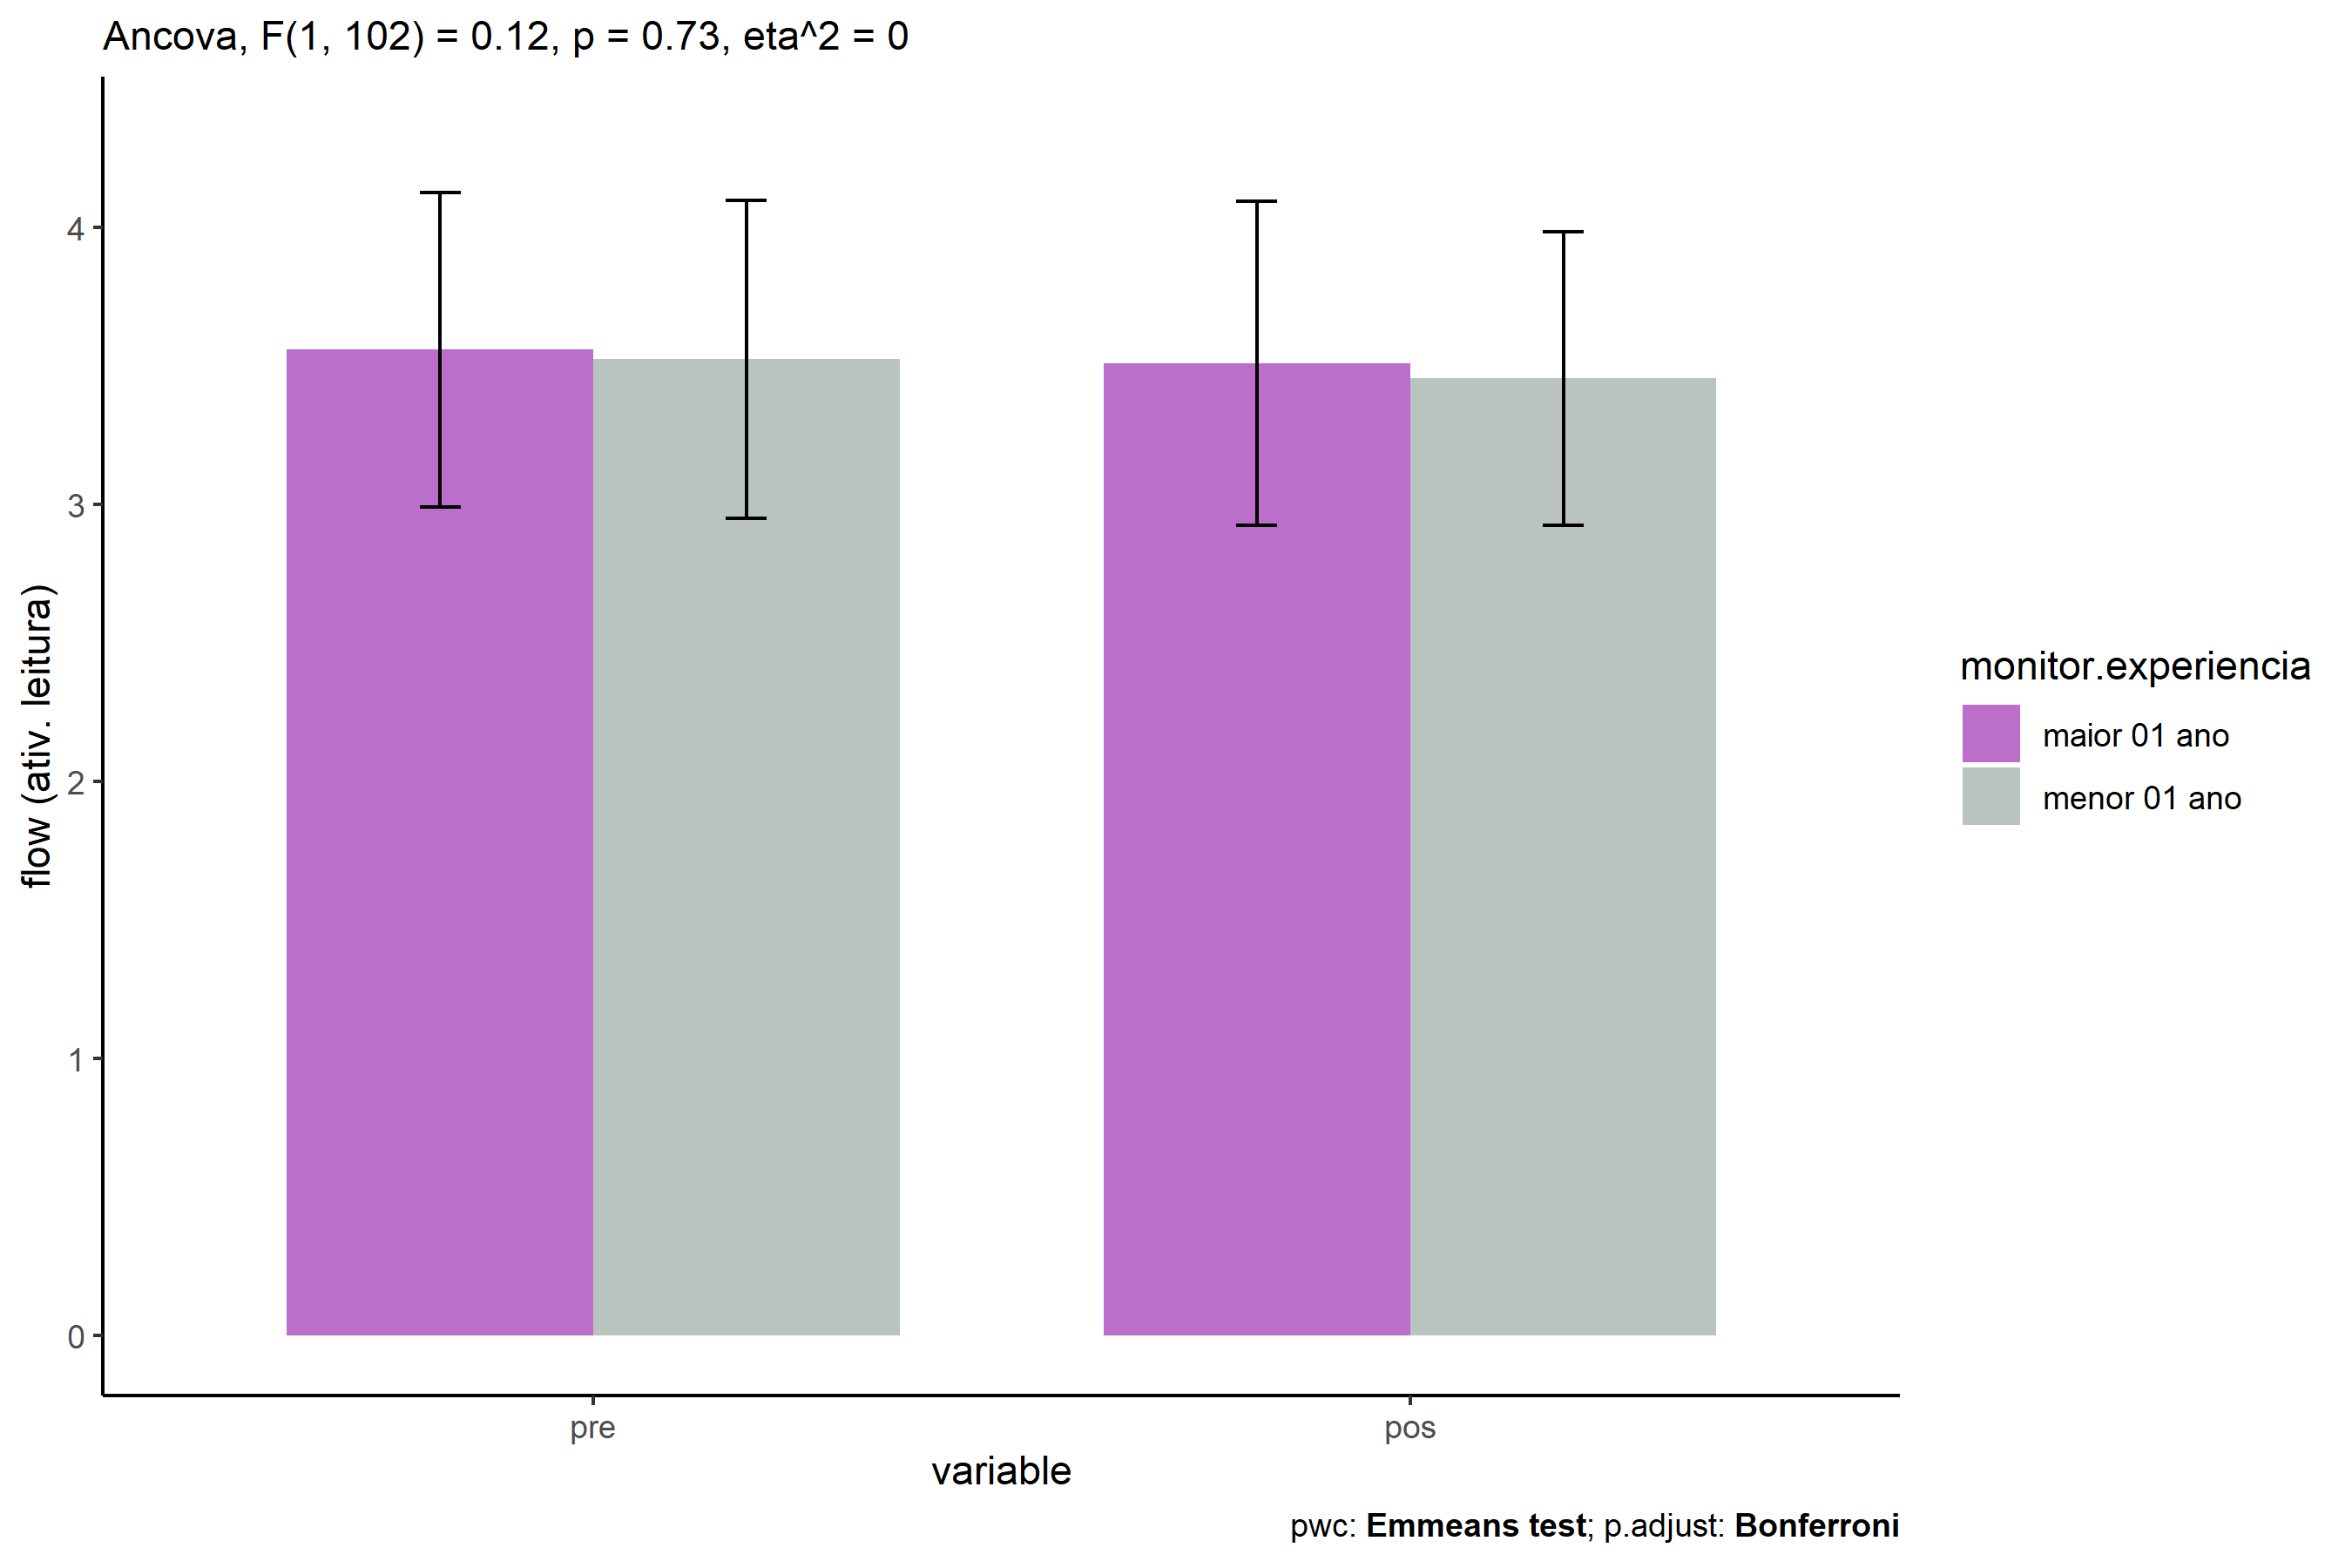 Ancova, F(1, 102) = 0.12, p = 0.73, eta^2 = 0
flow (ativ. leitura)
4
3
2
1
0
pre
pos
variable
monitor.experiencia
maior 01 ano
menor 01 ano
pwc: Emmeans test; p.adjust: Bonferroni